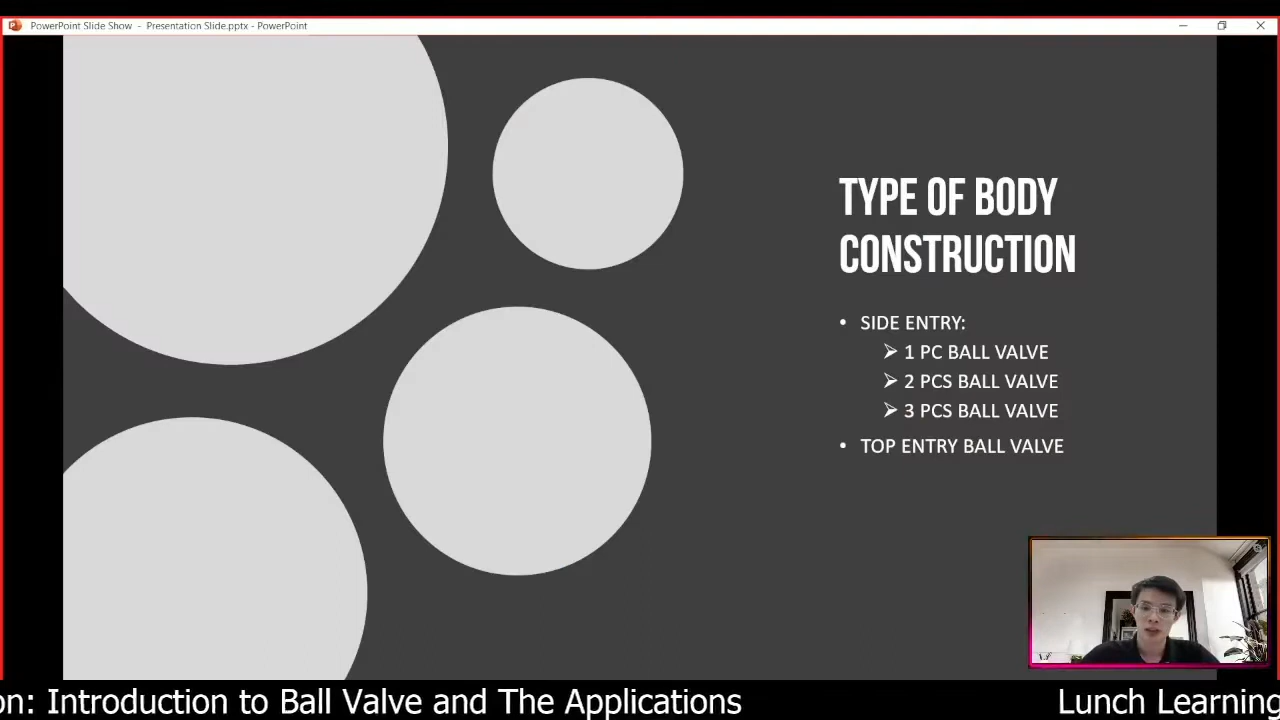 PowerPoint Slide Show - Presentation Slide.pptx - PowerPoint
TYPE OF BODY
CONSTRUCTION
• SIDE ENTRY:
➢ 1 PC BALL VALVE
➢ 2 PCS BALL VALVE
➢ 3 PCS BALL VALVE
• TOP ENTRY BALL VALVE
on: Introduction to Ball Valve and The Applications
Lunch Learning